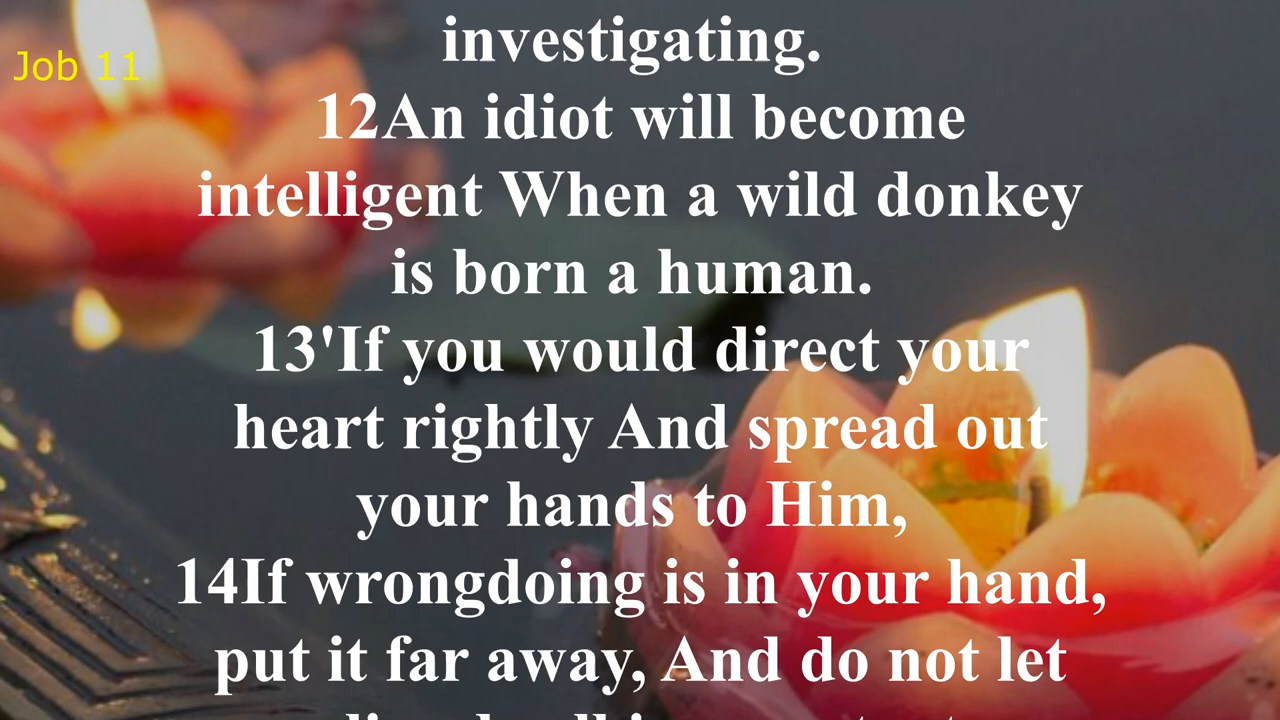 Job 11
investigating.
12An idiot will become
intelligent When a wild donkey
is born a human.
13'If you would direct your
heart rightly And spread out
your hands to Him,
14If wrongdoing is in your hand,
put it far away, And do not let